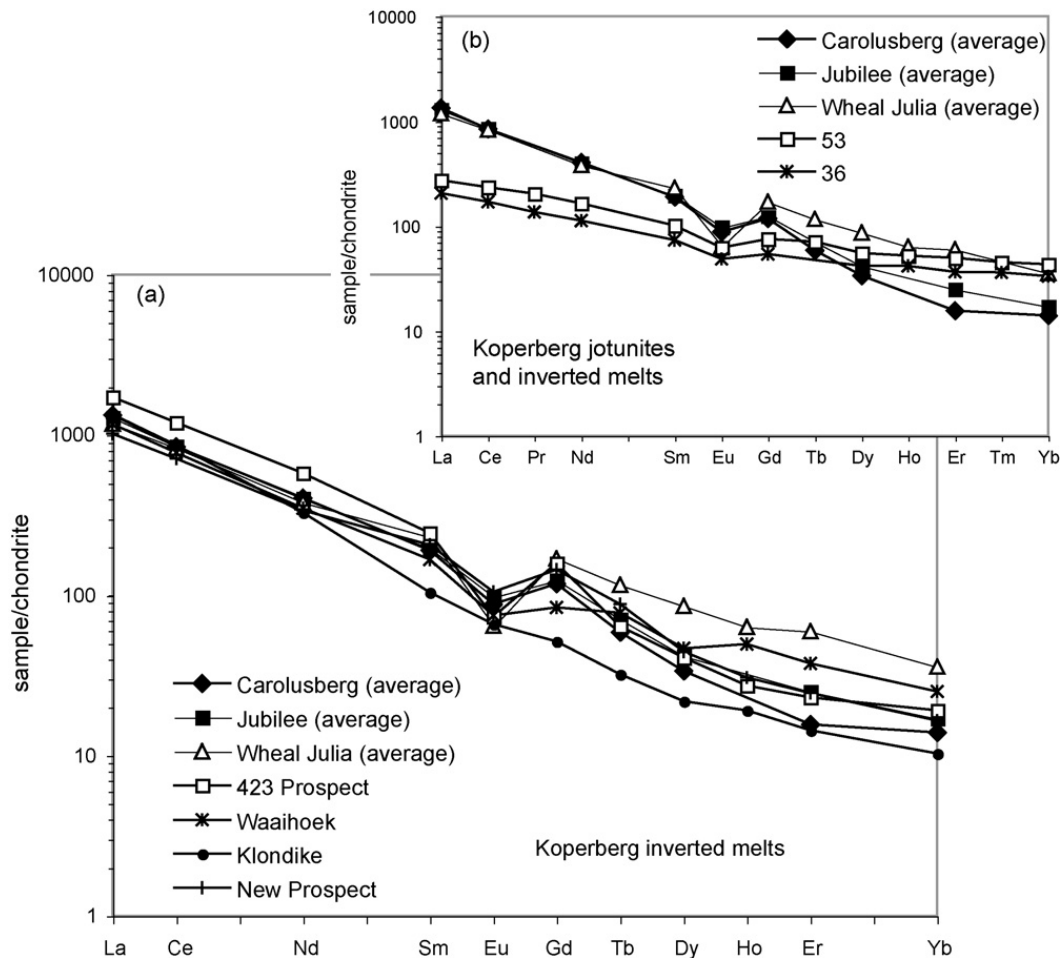 (b)
10000
1000
100
10
1
sample/chondrite
Carolusberg (average)
Jubilee (average)
Wheal Julia (average)
53
36
Koperberg jotunites
and inverted melts
La Ce Pr Nd Sm Eu Gd Tb Dy Ho Er Tm Yb
(a)
10000
1000
100
10
1
sample/chondrite
Carolusberg (average)
Jubilee (average)
Wheal Julia (average)
423 Prospect
Waaihoek
Klondike
New Prospect
Koperberg inverted melts
La Ce Nd Sm Eu Gd Tb Dy Ho Er Yb